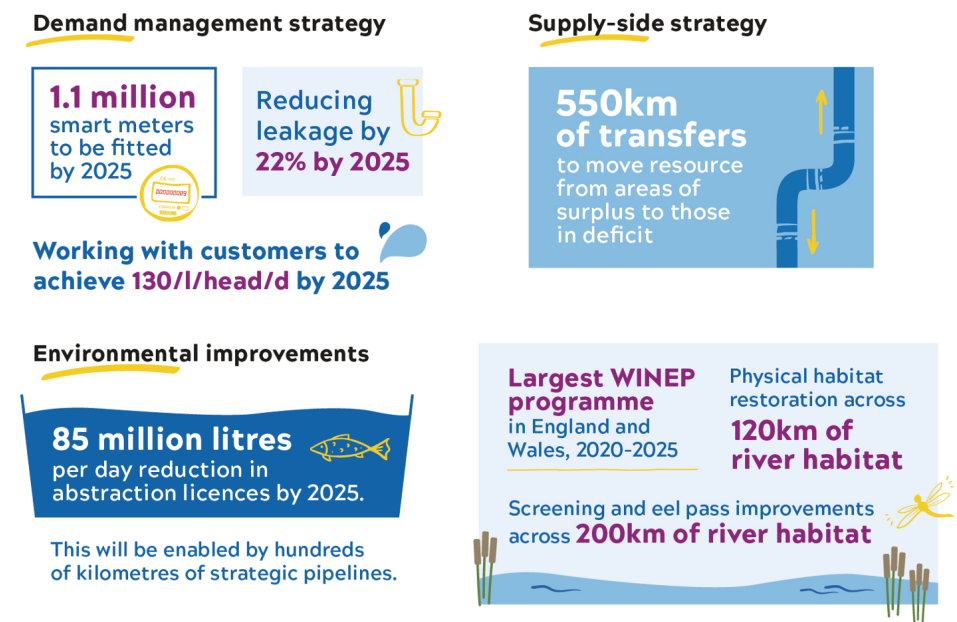 Demand management strategy
1.1 million
smart meters
to be fitted
by 2025
Reducing
leakage by
22% by 2025
Working with customers to
achieve 130/l/head/d by 2025
Supply-side strategy
550km
of transfers
to move resource
from areas of
surplus to those
in deficit
Environmental improvements
85 million litres
per day reduction in
abstraction licences by 2025.
This will be enabled by hundreds
of kilometres of strategic pipelines.
Largest WINEP
programme
in England and
Wales, 2020-2025
Physical habitat
restoration across
120km of
river habitat
Screening and eel pass improvements
across 200km of river habitat